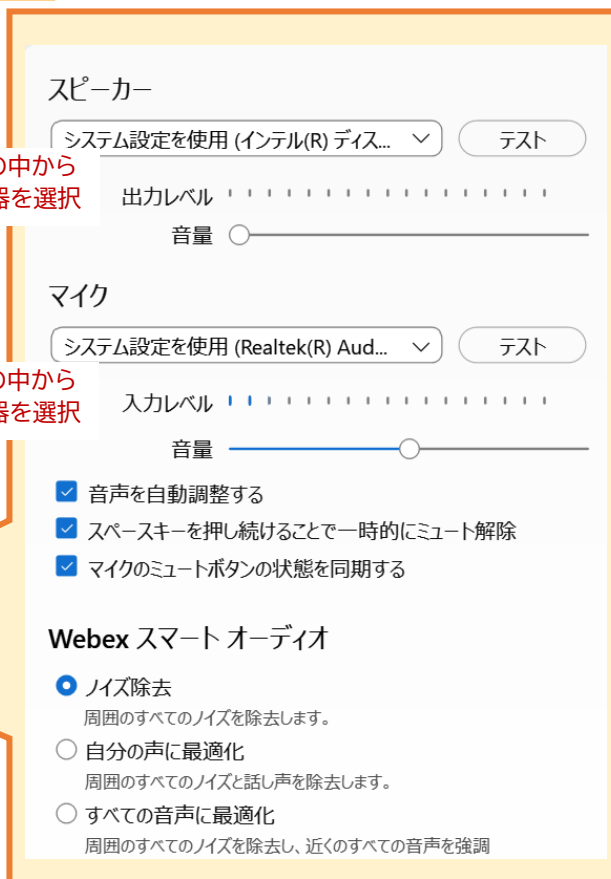 スピーカー
システム設定を使用 (インテル(R) ディス... テスト
の中から
器を選択
出力レベル
音量
マイク
システム設定を使用 (Realtek(R) Aud... テスト
の中から
器を選択
入力レベル
音量
音声を自動調整する
スペースキーを押し続けることで一時的にミュート解除
マイクのミュートボタンの状態を同期する
Webex スマート オーディオ
ノイズ除去
周囲のすべてのノイズを除去します。
自分の声に最適化
周囲のすべてのノイズと話し声を除去します。
すべての音声に最適化
周囲のすべてのノイズを除去し、近くのすべての音声を強調